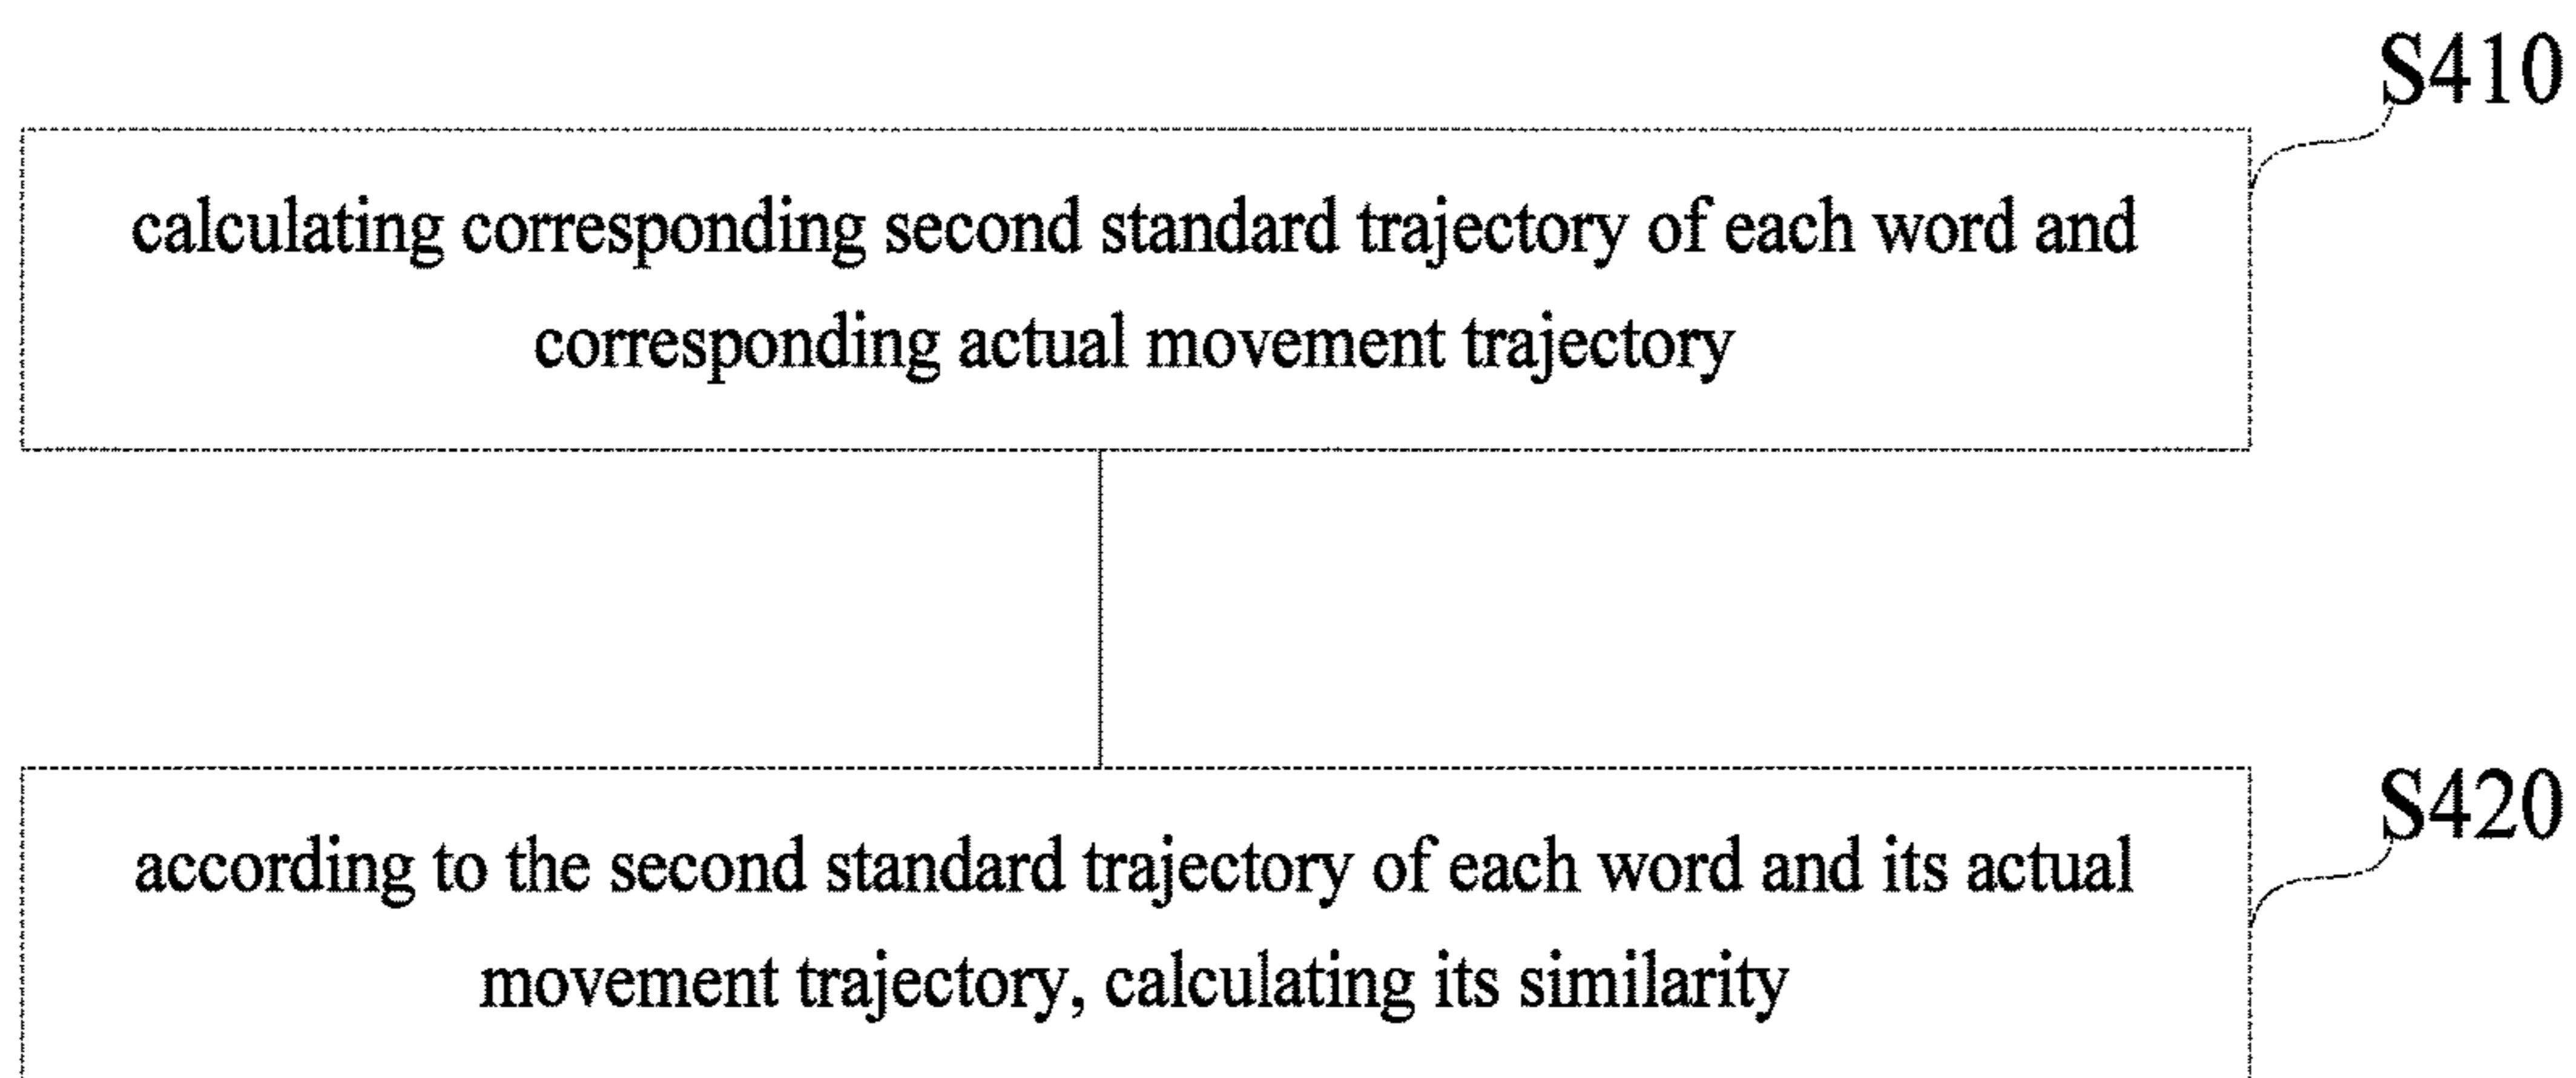 S410
calculating corresponding second standard trajectory of each word and
corresponding actual movement trajectory
S420
according to the second standard trajectory of each word and its actual
movement trajectory, calculating its similarity